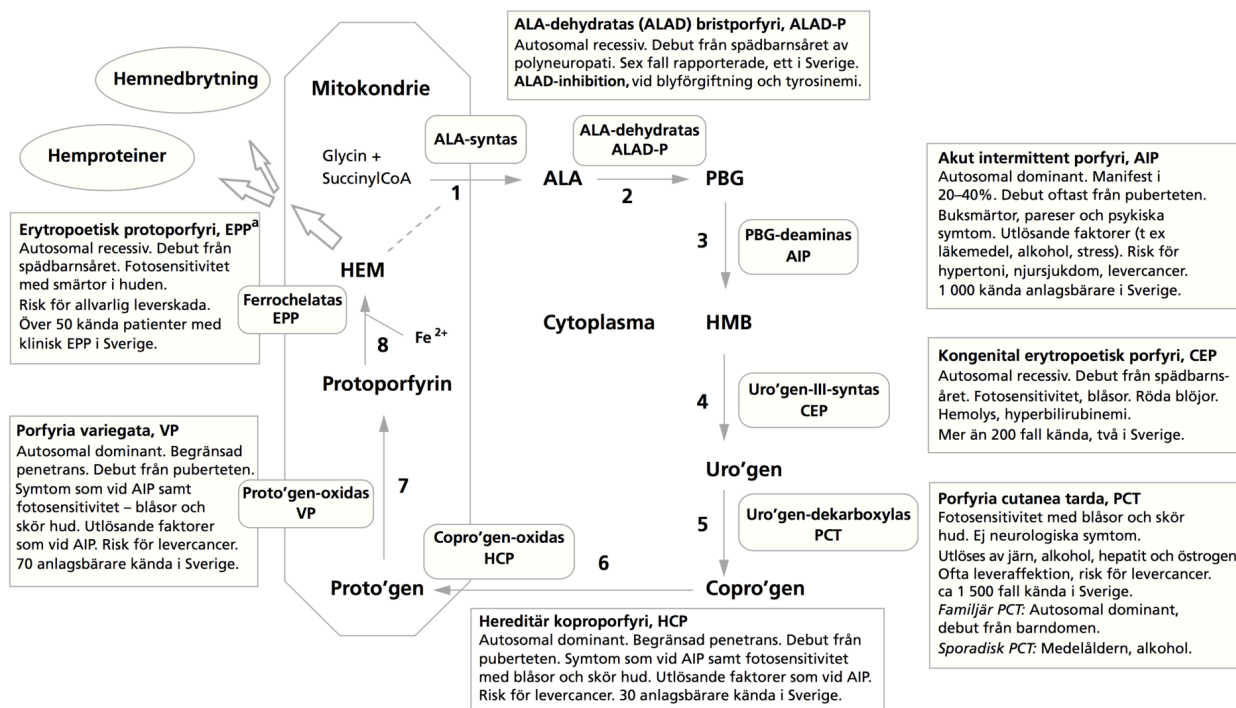 ALA-dehydratas (ALAD) bristporfyri, ALAD-P
Autosomal recessiv. Debut från spädbarnsåret av
polyneuropati. Sex fall rapporterade, ett i Sverige.
ALAD-inhibition, vid blyförgiftning och tyrosinemi.
Hemnedbrytning
Hemproteiner
Mitokondrie
ALA-syntas
ALA-dehydratas
ALAD-P
Glycin +
SuccinylCoA
1
ALA
2
PBG
Akut intermittent porfyri, AIP
Autosomal dominant. Manifest i
20–40%. Debut oftast från puberteten.
Buksmärtor, pareser och psykiska
symtom. Utlösande faktorer (t ex
läkemedel, alkohol, stress). Risk för
hypertoni, njursjukdom, levercancer.
1 000 kända anlagsbärare i Sverige.
Erytropoetisk protoporfyri, EPPa
Autosomal recessiv. Debut från
spädbarnsåret. Fotosensitivitet
med smärtor i huden.
Risk för allvarlig leverskada.
Över 50 kända patienter med
klinisk EPP i Sverige.
3
PBG-deaminas
AIP
HEM
Ferrochelatas
EPP
Fe 2+
8
Cytoplasma
HMB
Protoporfyrin
4
Uro’gen-III-syntas
CEP
Kongenital erytropoetisk porfyri, CEP
Autosomal recessiv. Debut från spädbarns-
året. Fotosensitivitet, blåsor. Röda blöjor.
Hemolys, hyperbilirubinemi.
Mer än 200 fall kända, två i Sverige.
Porfyria variegata, VP
Autosomal dominant. Begränsad
penetrans. Debut från puberteten.
Symtom som vid AIP samt
fotosensitivitet – blåsor och
skör hud. Utlösande faktorer
som vid AIP. Risk för levercancer.
70 anlagsbärare kända i Sverige.
Proto’gen-oxidas
VP
7
Uro’gen
5
Uro’gen-dekarboxylas
PCT
Porfyria cutanea tarda, PCT
Fotosensitivitet med blåsor och skör
hud. Ej neurologiska symtom.
Utlöses av järn, alkohol, hepatit och östrogen
Ofta leveraffektion, risk för levercancer.
ca 1 500 fall kända i Sverige.
Familjär PCT: Autosomal dominant,
debut från barndomen.
Sporadisk PCT: Medelåldern, alkohol.
Copro’gen-oxidas
HCP
6
Proto’gen
Copro’gen
Hereditär koproporfyri, HCP
Autosomal dominant. Begränsad penetrans. Debut från
puberteten. Symtom som vid AIP samt fotosensitivitet
med blåsor och skör hud. Utlösande faktorer som vid AIP.
Risk för levercancer. 30 anlagsbärare kända i Sverige.